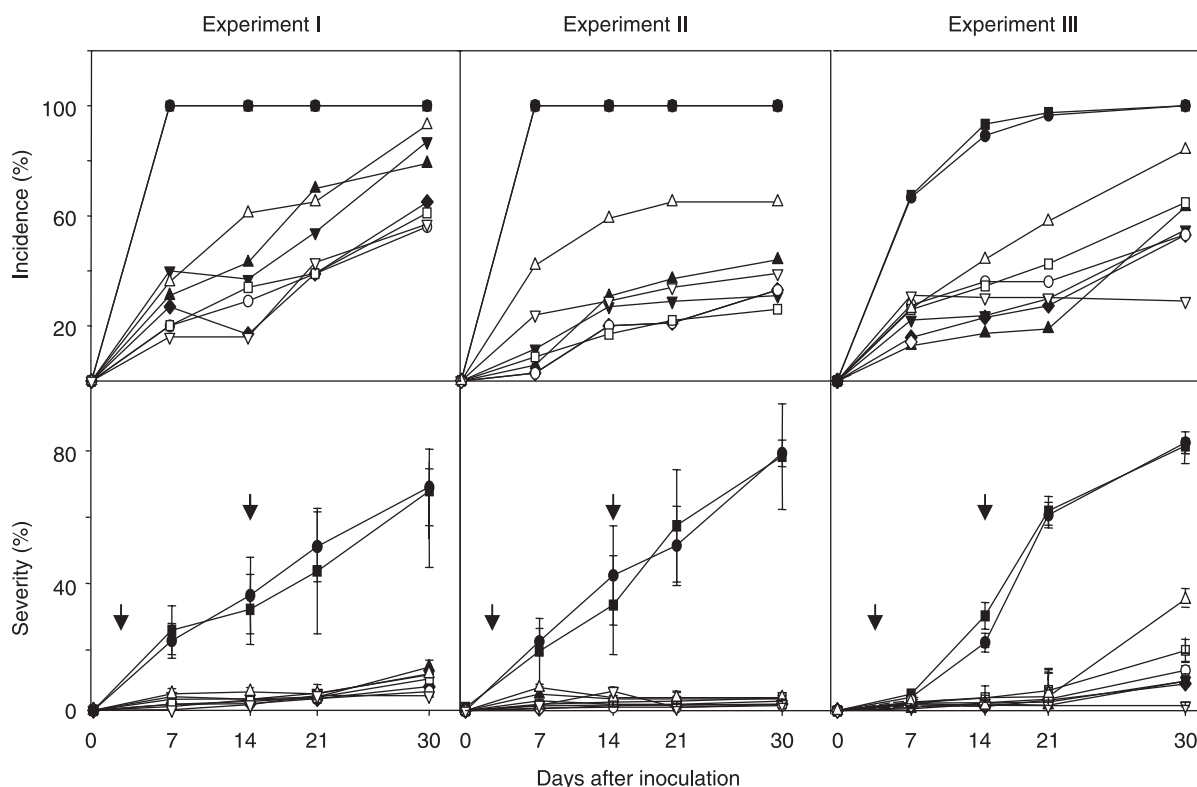 Experiment I
Experiment II
Experiment III
Incidence (%)
100
60
20
Severity (%)
80
40
0
0 7 14 21 30
0 7 14 21 30
0 7 14 21 30
Days after inoculation